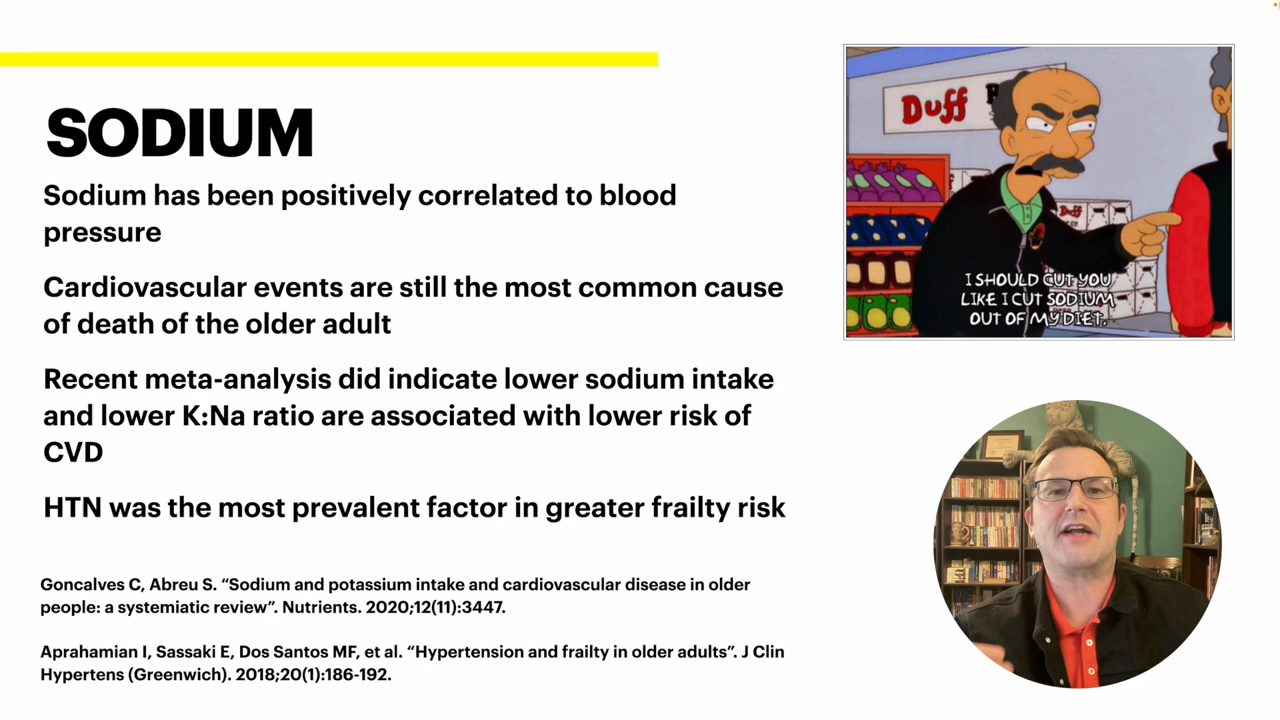 SODIUM
Sodium has been positively correlated to blood
pressure
Cardiovascular events are still the most common cause
of death of the older adult
Recent meta-analysis did indicate lower sodium intake
and lower K:Na ratio are associated with lower risk of
CVD
HTN was the most prevalent factor in greater frailty risk
Goncalves C, Abreu S. “Sodium and potassium intake and cardiovascular disease in older
people: a systemiatic review”. Nutrients. 2020;12(11):3447.
Aprahamian I, Sassaki E, Dos Santos MF, et al. “Hypertension and frailty in older adults”. J Clin
Hypertens (Greenwich). 2018;20(1):186-192.
Duff
Duff
I SHOULD CUT YOU
LIKE I CUT SODIUM
OUT OF MY DIET.